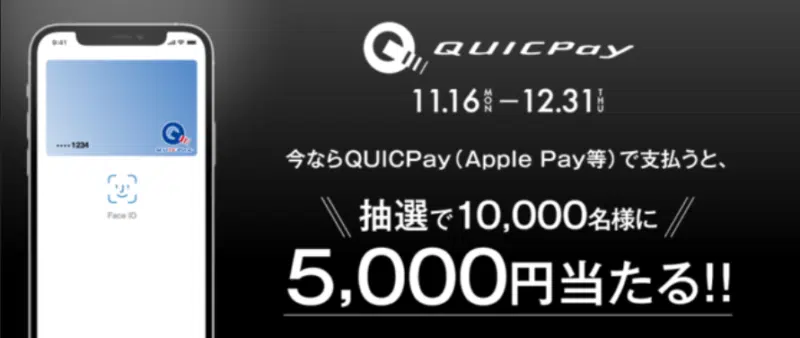 9:41
•••• 1234
Face ID
QUICPay
11.16 MON – 12.31 THU
今ならQUICPay（Apple Pay等）で支払うと、
抽選で10,000名様に
5,000円当たる!!